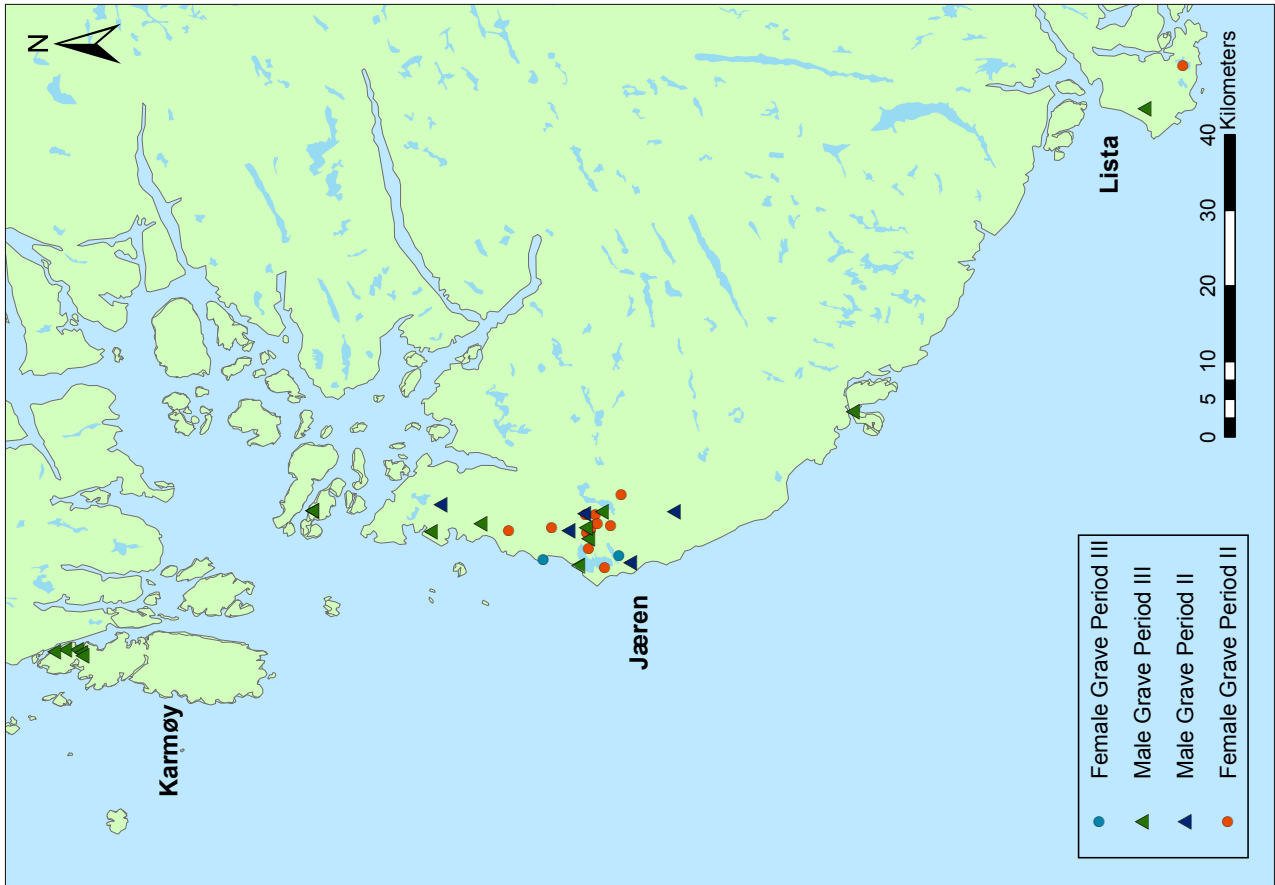 N
Karmøy
Jæren
Lista
Female Grave Period III
Male Grave Period III
Male Grave Period II
Female Grave Period II
0 5 10 20 30 40
Kilometers